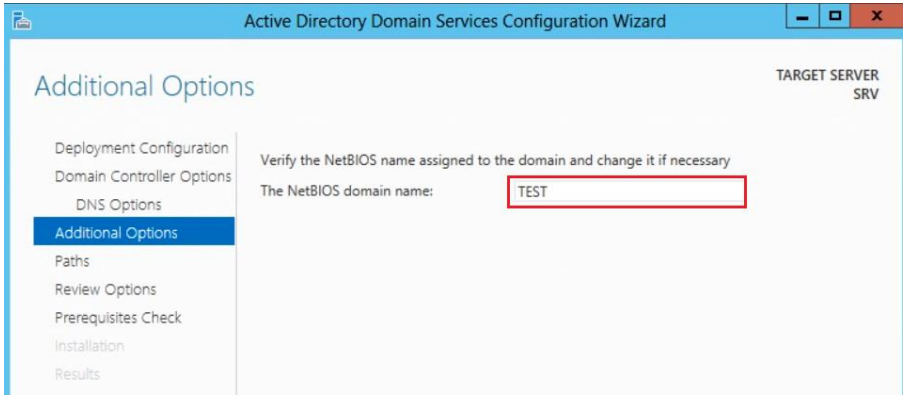 Active Directory Domain Services Configuration Wizard
Additional Options
TARGET SERVER
SRV
Deployment Configuration
Domain Controller Options
DNS Options
Additional Options
Paths
Review Options
Prerequisites Check
Installation
Results
Verify the NetBIOS name assigned to the domain and change it if necessary
The NetBIOS domain name: TEST